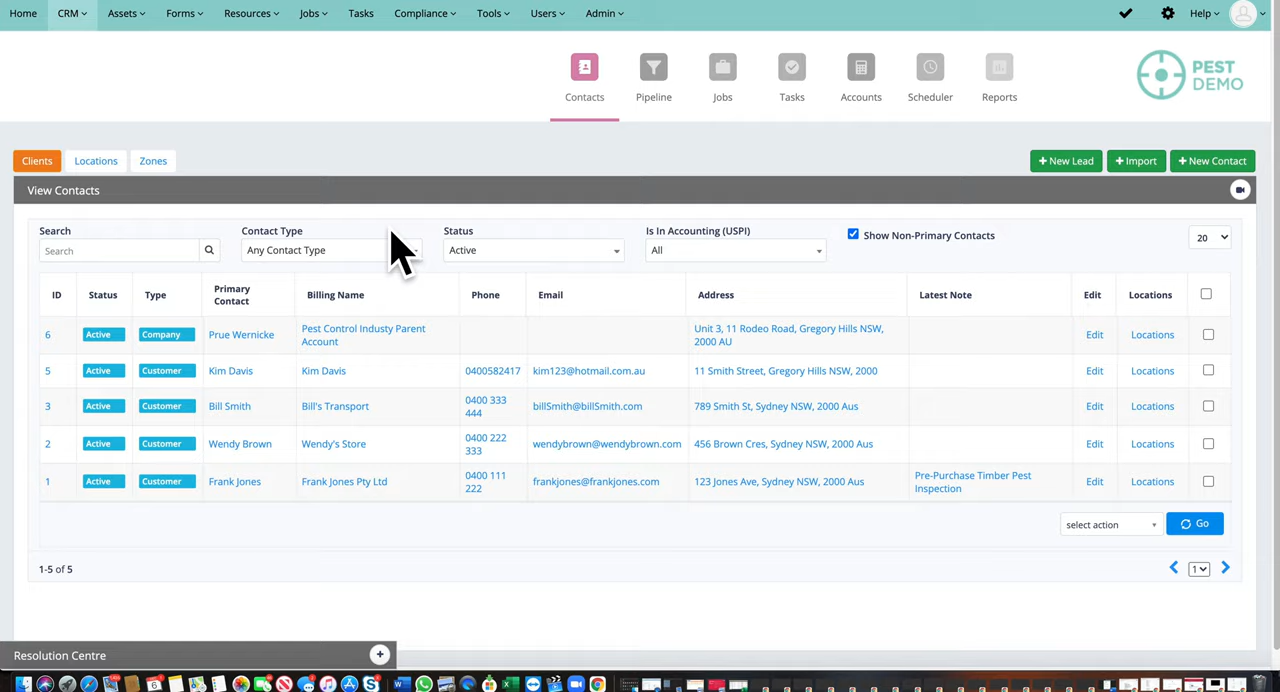 Home CRM Assets Forms Resources Jobs Tasks Compliance Tools Users Admin Help
Contacts Pipeline Jobs Tasks Accounts Scheduler Reports
PEST
DEMO
Clients Locations Zones + New Lead + Import + New Contact
View Contacts
Search Contact Type Status Is In Accounting (USPI)
Show Non-Primary Contacts
Search Any Contact Type Active All 20
ID Status Type Primary Contact Billing Name Phone Email Address Latest Note Edit Locations
6 Active Company Prue Wernicke Pest Control Industy Parent Account Unit 3, 11 Rodeo Road, Gregory Hills NSW, 2000 AU Edit Locations
5 Active Customer Kim Davis Kim Davis 0400582417 kim123@hotmail.com.au 11 Smith Street, Gregory Hills NSW, 2000 Edit Locations
3 Active Customer Bill Smith Bill's Transport 0400 333 444 billSmith@billSmith.com 789 Smith St, Sydney NSW, 2000 Aus Edit Locations
2 Active Customer Wendy Brown Wendy's Store 0400 222 333 wendybrown@wendybrown.com 456 Brown Cres, Sydney NSW, 2000 Aus Edit Locations
1 Active Customer Frank Jones Frank Jones Pty Ltd 0400 111 222 frankjones@frankjones.com 123 Jones Ave, Sydney NSW, 2000 Aus Pre-Purchase Timber Pest Inspection Edit Locations
select action Go
1-5 of 5 1
Resolution Centre +